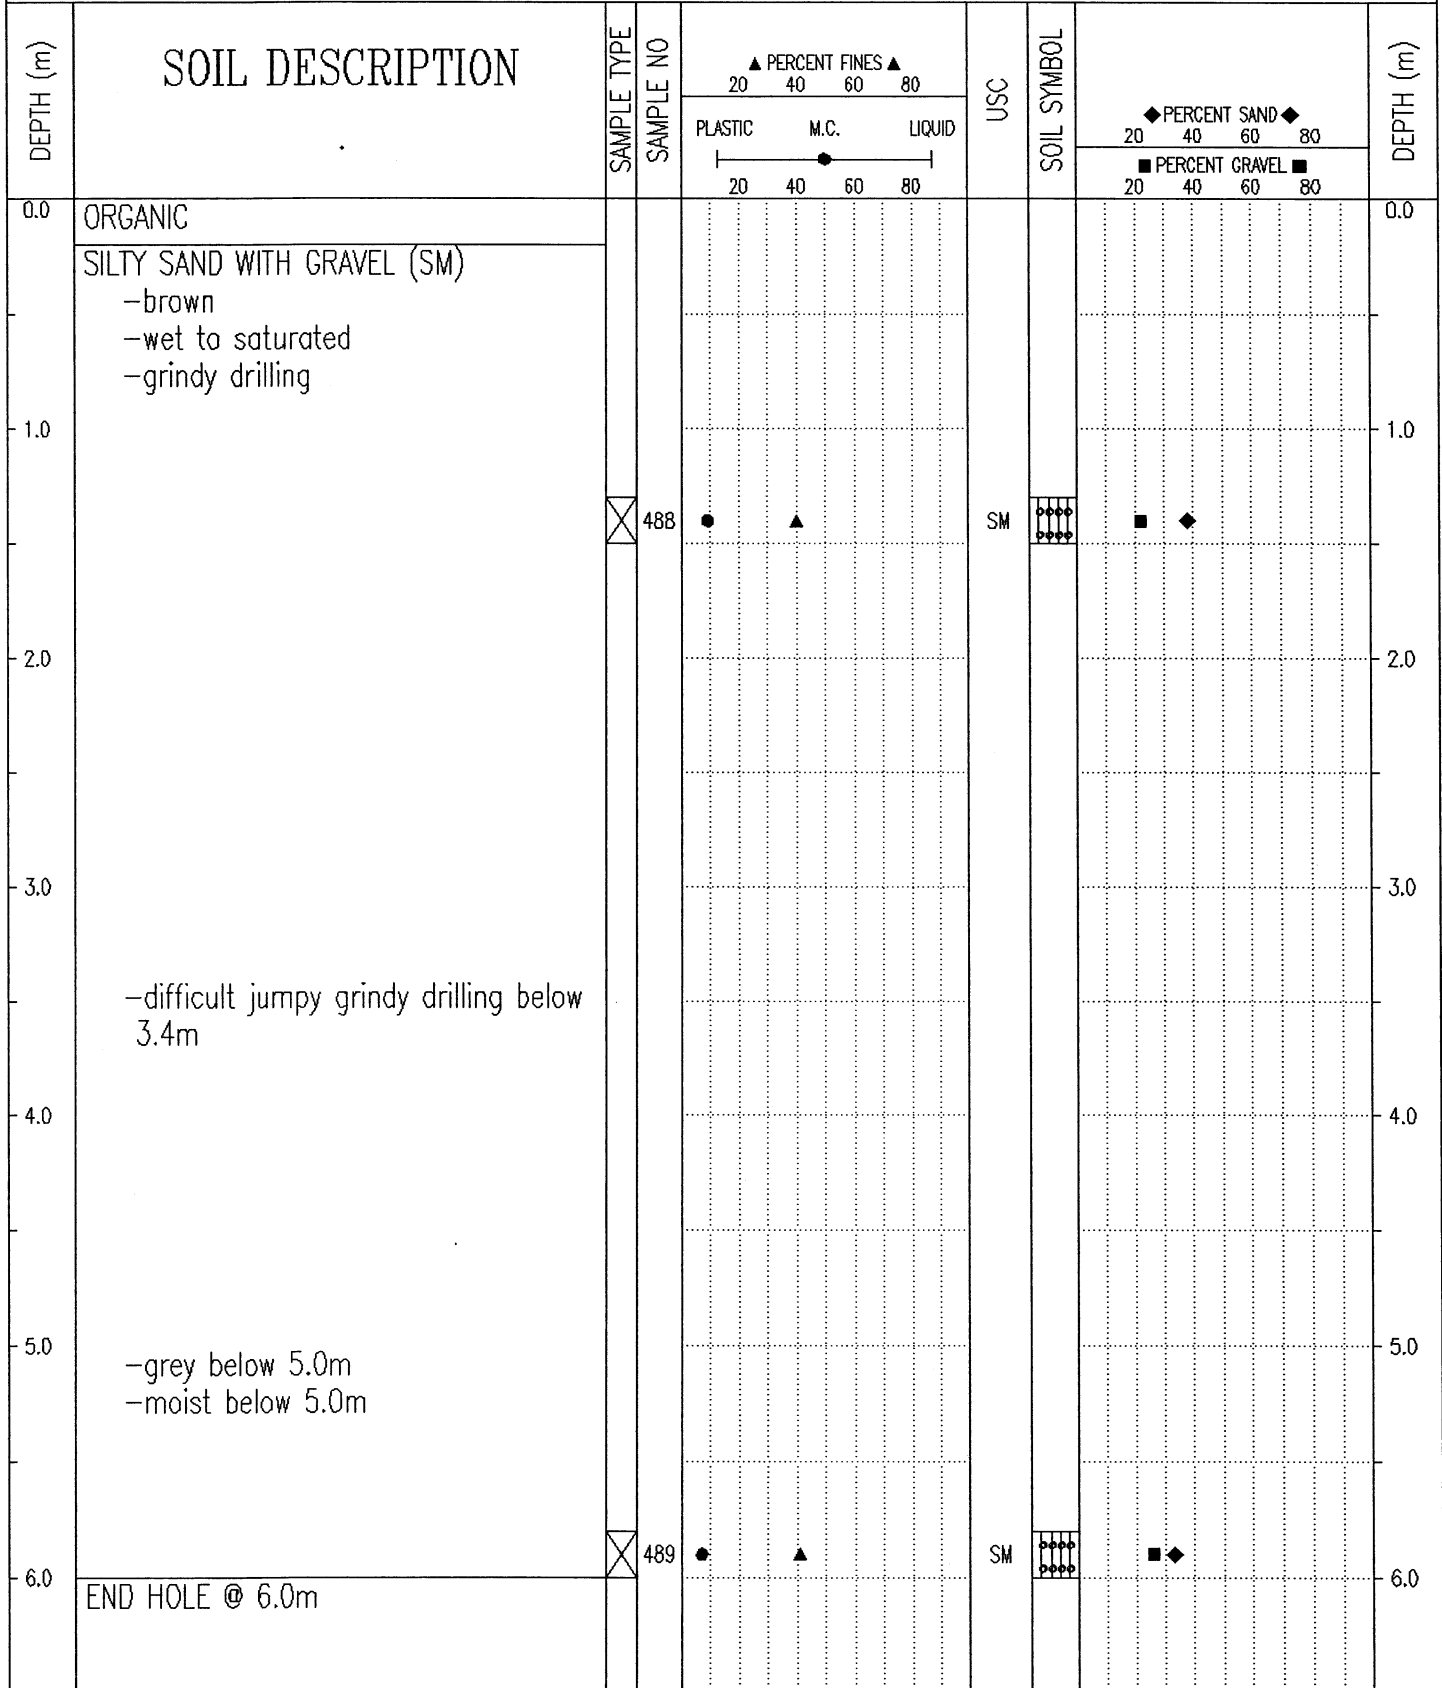 DEPTH (m)
SOIL DESCRIPTION
SAMPLE TYPE
SAMPLE NO
▲ PERCENT FINES ▲
20 40 60 80
PLASTIC M.C. LIQUID
20 40 60 80
USC
SOIL SYMBOL
◆ PERCENT SAND ◆
20 40 60 80
■ PERCENT GRAVEL ■
20 40 60 80
DEPTH (m)
0.0 ORGANIC 0.0
SILTY SAND WITH GRAVEL (SM)
-brown
-wet to saturated
-grindy drilling
1.0 1.0
488 SM
2.0 2.0
3.0 3.0
-difficult jumpy grindy drilling below
3.4m
4.0 4.0
5.0 5.0
-grey below 5.0m
-moist below 5.0m
489 SM
6.0 6.0
END HOLE @ 6.0m